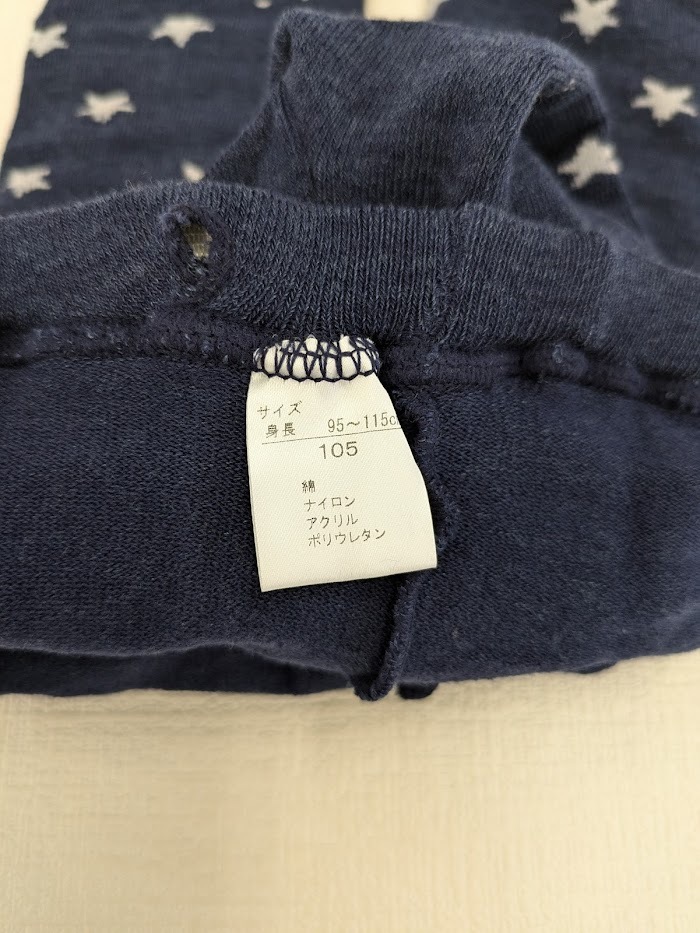 サイズ
身長 95～115c
105
綿
ナイロン
アクリル
ポリウレタン